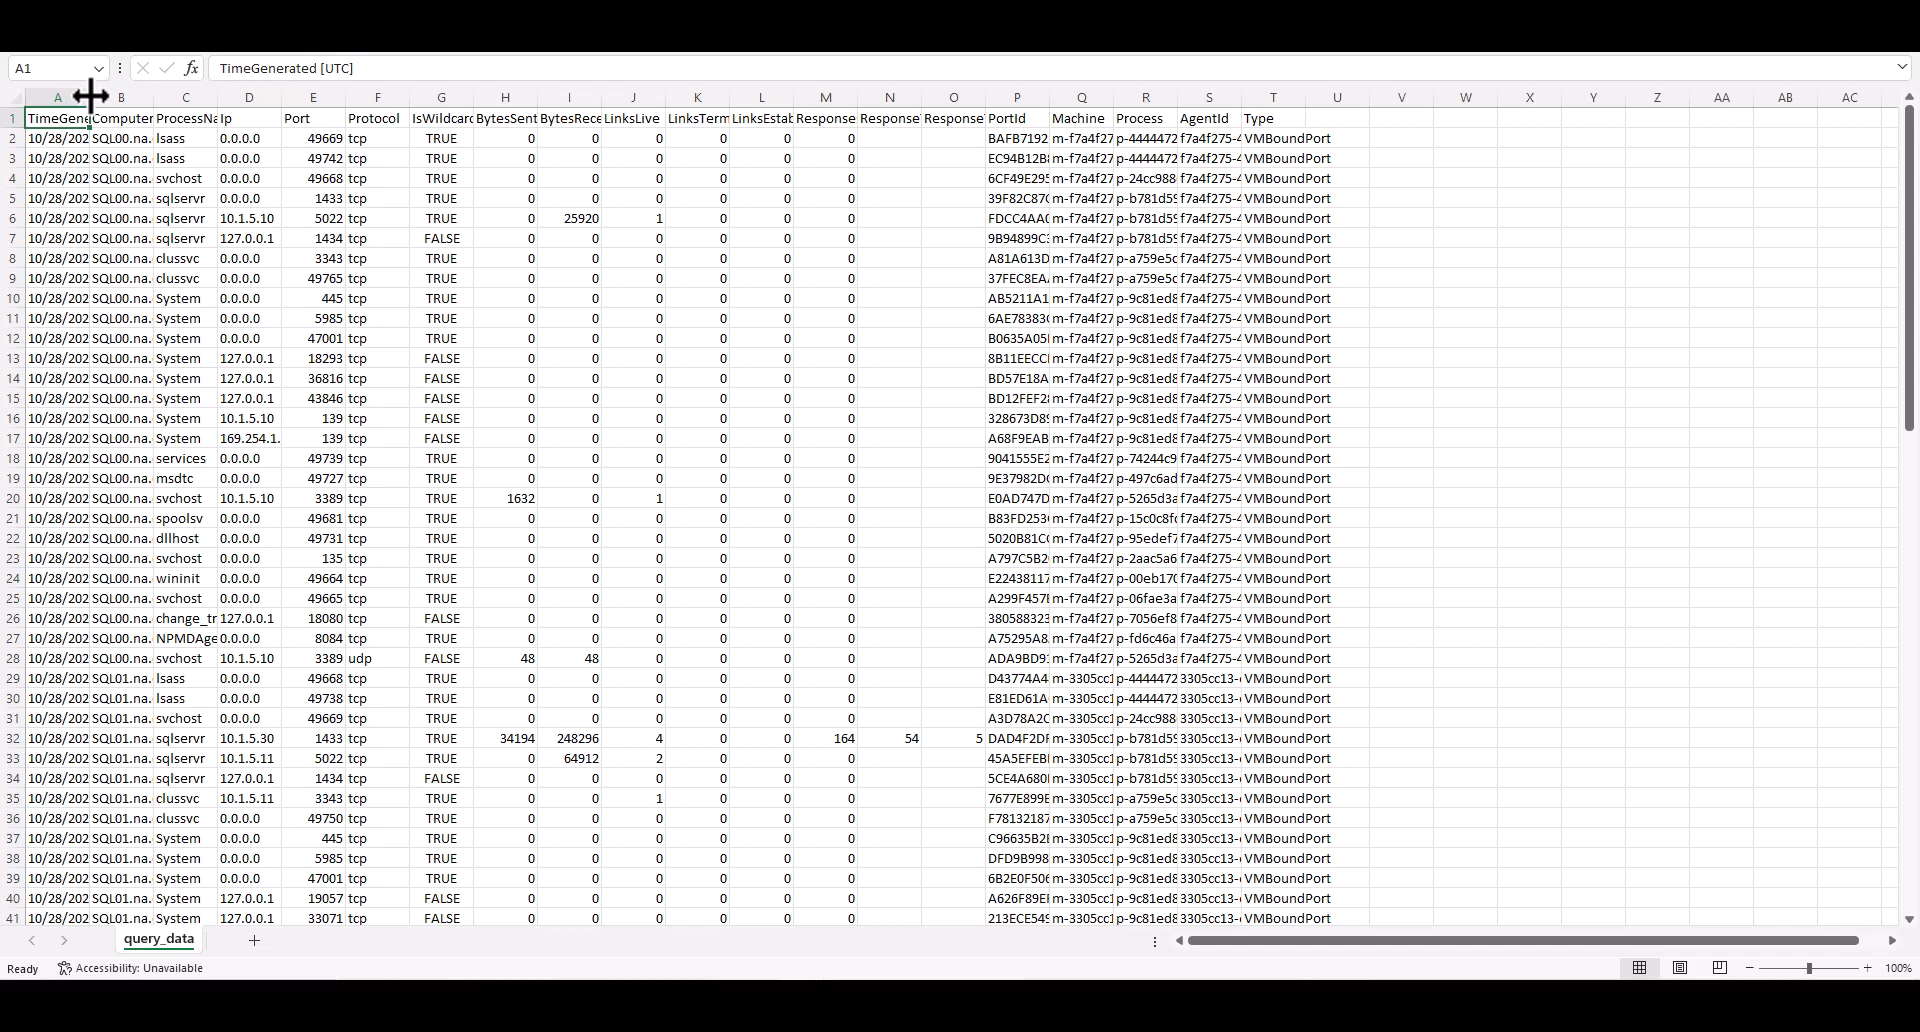 A1 fx TimeGenerated [UTC]
A B C D E F G H I J K L M N O P Q R S T U V W X Y Z AA AB AC
1 TimeGene Computer ProcessNa Ip Port Protocol IsWildcard BytesSent BytesRece LinksLive LinksTerm LinksEstab Response Response Response PortId Machine Process AgentId Type
2 10/28/202 SQL00.na. lsass 0.0.0.0 49669 tcp TRUE 0 0 0 0 0 0 BAFB7192 m-f7a4f27 p-4444472 f7a4f275-4 VMBoundPort
3 10/28/202 SQL00.na. lsass 0.0.0.0 49742 tcp TRUE 0 0 0 0 0 0 EC94B12B m-f7a4f27 p-4444472 f7a4f275-4 VMBoundPort
4 10/28/202 SQL00.na. svchost 0.0.0.0 49668 tcp TRUE 0 0 0 0 0 0 6CF49E295 m-f7a4f27 p-24cc988 f7a4f275-4 VMBoundPort
5 10/28/202 SQL00.na. sqlservr 0.0.0.0 1433 tcp TRUE 0 0 0 0 0 0 39F82C87 m-f7a4f27 p-b781d59 f7a4f275-4 VMBoundPort
6 10/28/202 SQL00.na. sqlservr 10.1.5.10 5022 tcp TRUE 0 25920 1 0 0 0 FDCC4AA m-f7a4f27 p-b781d59 f7a4f275-4 VMBoundPort
7 10/28/202 SQL00.na. sqlservr 127.0.0.1 1434 tcp FALSE 0 0 0 0 0 0 9B94899C m-f7a4f27 p-b781d59 f7a4f275-4 VMBoundPort
8 10/28/202 SQL00.na. clussvc 0.0.0.0 3343 tcp TRUE 0 0 0 0 0 0 A81A613D m-f7a4f27 p-a759e5c f7a4f275-4 VMBoundPort
9 10/28/202 SQL00.na. clussvc 0.0.0.0 49765 tcp TRUE 0 0 0 0 0 0 37FEC8EA m-f7a4f27 p-a759e5c f7a4f275-4 VMBoundPort
10 10/28/202 SQL00.na. System 0.0.0.0 445 tcp TRUE 0 0 0 0 0 0 AB5211A1 m-f7a4f27 p-9c81ed8 f7a4f275-4 VMBoundPort
11 10/28/202 SQL00.na. System 0.0.0.0 5985 tcp TRUE 0 0 0 0 0 0 6AE78383 m-f7a4f27 p-9c81ed8 f7a4f275-4 VMBoundPort
12 10/28/202 SQL00.na. System 0.0.0.0 47001 tcp TRUE 0 0 0 0 0 0 B0635A05 m-f7a4f27 p-9c81ed8 f7a4f275-4 VMBoundPort
13 10/28/202 SQL00.na. System 127.0.0.1 18293 tcp FALSE 0 0 0 0 0 0 8B11EECC m-f7a4f27 p-9c81ed8 f7a4f275-4 VMBoundPort
14 10/28/202 SQL00.na. System 127.0.0.1 36816 tcp FALSE 0 0 0 0 0 0 BD57E18A m-f7a4f27 p-9c81ed8 f7a4f275-4 VMBoundPort
15 10/28/202 SQL00.na. System 127.0.0.1 43846 tcp FALSE 0 0 0 0 0 0 BD12FEF2 m-f7a4f27 p-9c81ed8 f7a4f275-4 VMBoundPort
16 10/28/202 SQL00.na. System 10.1.5.10 139 tcp FALSE 0 0 0 0 0 0 328673D89 m-f7a4f27 p-9c81ed8 f7a4f275-4 VMBoundPort
17 10/28/202 SQL00.na. System 169.254.1. 139 tcp FALSE 0 0 0 0 0 0 A68F9EAB m-f7a4f27 p-9c81ed8 f7a4f275-4 VMBoundPort
18 10/28/202 SQL00.na. services 0.0.0.0 49739 tcp TRUE 0 0 0 0 0 0 9041555E2 m-f7a4f27 p-74244c9 f7a4f275-4 VMBoundPort
19 10/28/202 SQL00.na. msdtc 0.0.0.0 49727 tcp TRUE 0 0 0 0 0 0 9E37982D m-f7a4f27 p-497c6ad f7a4f275-4 VMBoundPort
20 10/28/202 SQL00.na. svchost 10.1.5.10 3389 tcp TRUE 1632 0 1 0 0 0 E0AD747D m-f7a4f27 p-5265d3a f7a4f275-4 VMBoundPort
21 10/28/202 SQL00.na. spoolsv 0.0.0.0 49681 tcp TRUE 0 0 0 0 0 0 B83FD253 m-f7a4f27 p-15c0c8f f7a4f275-4 VMBoundPort
22 10/28/202 SQL00.na. dllhost 0.0.0.0 49731 tcp TRUE 0 0 0 0 0 0 5020B81C m-f7a4f27 p-95edef7 f7a4f275-4 VMBoundPort
23 10/28/202 SQL00.na. svchost 0.0.0.0 135 tcp TRUE 0 0 0 0 0 0 A797C5B2 m-f7a4f27 p-2aac5a6 f7a4f275-4 VMBoundPort
24 10/28/202 SQL00.na. wininit 0.0.0.0 49664 tcp TRUE 0 0 0 0 0 0 E22438117 m-f7a4f27 p-00eb170 f7a4f275-4 VMBoundPort
25 10/28/202 SQL00.na. svchost 0.0.0.0 49665 tcp TRUE 0 0 0 0 0 0 A299F457 m-f7a4f27 p-06fae3a f7a4f275-4 VMBoundPort
26 10/28/202 SQL00.na. change_tr 127.0.0.1 18080 tcp FALSE 0 0 0 0 0 0 380588323 m-f7a4f27 p-7056ef8 f7a4f275-4 VMBoundPort
27 10/28/202 SQL00.na. NPMDAge 0.0.0.0 8084 tcp TRUE 0 0 0 0 0 0 A75295A8 m-f7a4f27 p-fd6c46a f7a4f275-4 VMBoundPort
28 10/28/202 SQL00.na. svchost 10.1.5.10 3389 udp FALSE 48 48 0 0 0 0 ADA9BD9 m-f7a4f27 p-5265d3a f7a4f275-4 VMBoundPort
29 10/28/202 SQL01.na. lsass 0.0.0.0 49668 tcp TRUE 0 0 0 0 0 0 D43774A4 m-3305cc1 p-4444472 3305cc13- VMBoundPort
30 10/28/202 SQL01.na. lsass 0.0.0.0 49738 tcp TRUE 0 0 0 0 0 0 E81ED61A m-3305cc1 p-4444472 3305cc13- VMBoundPort
31 10/28/202 SQL01.na. svchost 0.0.0.0 49669 tcp TRUE 0 0 0 0 0 0 A3D78A2C m-3305cc1 p-24cc988 3305cc13- VMBoundPort
32 10/28/202 SQL01.na. sqlservr 10.1.5.30 1433 tcp TRUE 34194 248296 4 0 0 164 54 5 DAD4F2DF m-3305cc1 p-b781d59 3305cc13- VMBoundPort
33 10/28/202 SQL01.na. sqlservr 10.1.5.11 5022 tcp TRUE 0 64912 2 0 0 0 45A5EFEB m-3305cc1 p-b781d59 3305cc13- VMBoundPort
34 10/28/202 SQL01.na. sqlservr 127.0.0.1 1434 tcp FALSE 0 0 0 0 0 0 5CE4A680 m-3305cc1 p-b781d59 3305cc13- VMBoundPort
35 10/28/202 SQL01.na. clussvc 10.1.5.11 3343 tcp TRUE 0 0 1 0 0 0 7677E899E m-3305cc1 p-a759e5c 3305cc13- VMBoundPort
36 10/28/202 SQL01.na. clussvc 0.0.0.0 49750 tcp TRUE 0 0 0 0 0 0 F78132187 m-3305cc1 p-a759e5c 3305cc13- VMBoundPort
37 10/28/202 SQL01.na. System 0.0.0.0 445 tcp TRUE 0 0 0 0 0 0 C96635B2 m-3305cc1 p-9c81ed8 3305cc13- VMBoundPort
38 10/28/202 SQL01.na. System 0.0.0.0 5985 tcp TRUE 0 0 0 0 0 0 DFD9B998 m-3305cc1 p-9c81ed8 3305cc13- VMBoundPort
39 10/28/202 SQL01.na. System 0.0.0.0 47001 tcp TRUE 0 0 0 0 0 0 6B2E0F506 m-3305cc1 p-9c81ed8 3305cc13- VMBoundPort
40 10/28/202 SQL01.na. System 127.0.0.1 19057 tcp FALSE 0 0 0 0 0 0 A626F89E m-3305cc1 p-9c81ed8 3305cc13- VMBoundPort
41 10/28/202 SQL01.na. System 127.0.0.1 33071 tcp FALSE 0 0 0 0 0 0 213ECE549 m-3305cc1 p-9c81ed8 3305cc13- VMBoundPort
query_data
Ready Accessibility: Unavailable 100%